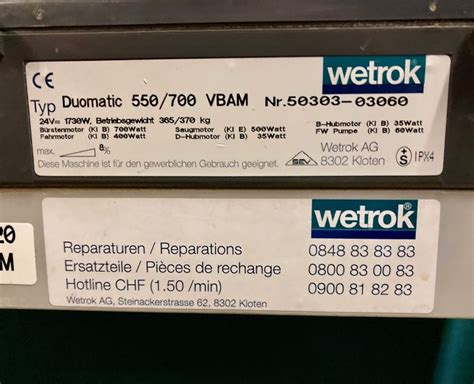 CE
wetrok
Typ Duomatic 550/700 VBAM Nr.50303-03060
24V= 1730W, Betriebsgewicht 365/370 kg
Bürstenmotor (Kl B) 700Watt Saugmotor (Kl E) 500Watt B-Hubmotor (Kl B) 35Watt
Fahrmotor (Kl B) 400Watt D-Hubmotor (Kl B) 35Watt FW Pumpe (Kl B) 60Watt
max. 8% Wetrok AG
Diese Maschine ist für den gewerblichen Gebrauch geeignet. SEV 8302 Kloten +S IPX4
wetrok
20
M
Reparaturen / Reparations 0848 83 83 83
Ersatzteile / Pièces de rechange 0800 83 00 83
Hotline CHF (1.50 /min) 0900 81 82 83
Wetrok AG, Steinackerstrasse 62, 8302 Kloten